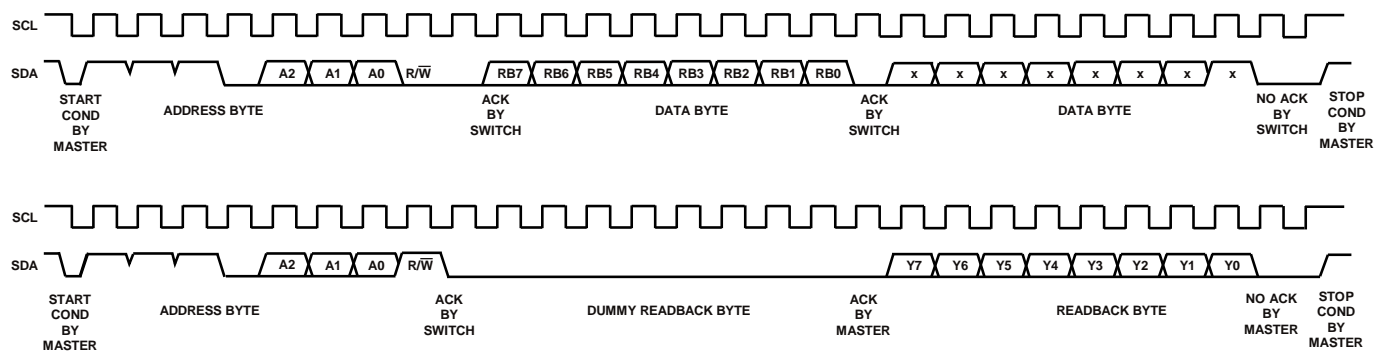 SCL
SDA
A2 A1 A0 R/W̅ RB7 RB6 RB5 RB4 RB3 RB2 RB1 RB0 x x x x x x x x
START
COND
BY
MASTER
ADDRESS BYTE
ACK
BY
SWITCH
DATA BYTE
ACK
BY
SWITCH
DATA BYTE
NO ACK
BY
SWITCH
STOP
COND
BY
MASTER
SCL
SDA
A2 A1 A0 R/W̅ Y7 Y6 Y5 Y4 Y3 Y2 Y1 Y0
START
COND
BY
MASTER
ADDRESS BYTE
ACK
BY
SWITCH
DUMMY READBACK BYTE
ACK
BY
MASTER
READBACK BYTE
NO ACK
BY
MASTER
STOP
COND
BY
MASTER